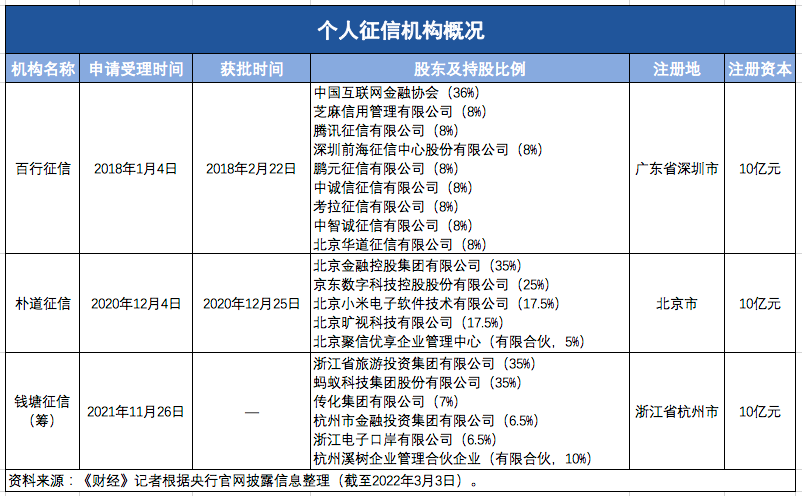 个人征信机构概况
机构名称 申请受理时间 获批时间 股东及持股比例 注册地 注册资本
百行征信 2018年1月4日 2018年2月22日 广东省深圳市 10亿元
中国互联网金融协会（36%）
芝麻信用管理有限公司（8%）
腾讯征信有限公司（8%）
深圳前海征信中心股份有限公司（8%）
鹏元征信有限公司（8%）
中诚信征信有限公司（8%）
考拉征信有限公司（8%）
中智诚征信有限公司（8%）
北京华道征信有限公司（8%）
朴道征信 2020年12月4日 2020年12月25日 北京市 10亿元
北京金融控股集团有限公司（35%）
京东数字科技控股股份有限公司（25%）
北京小米电子软件技术有限公司（17.5%）
北京旷视科技有限公司（17.5%）
北京聚信优享企业管理中心（有限合伙，5%）
钱塘征信
（筹）
2021年11月26日 — 浙江省杭州市 10亿元
浙江省旅游投资集团有限公司（35%）
蚂蚁科技集团股份有限公司（35%）
传化集团有限公司（7%）
杭州市金融投资集团有限公司（6.5%）
浙江电子口岸有限公司（6.5%）
杭州溪树企业管理合伙企业（有限合伙，10%）
资料来源：《财经》记者根据央行官网披露信息整理（截至2022年3月3日）。